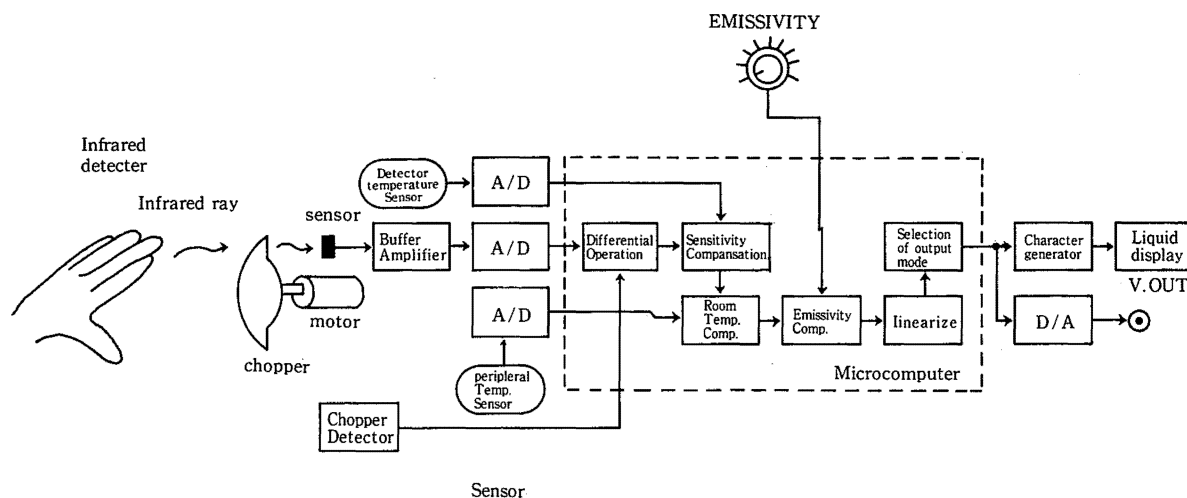 EMISSIVITY
Infrared
detecter
Infrared ray
sensor
motor
chopper
Detector
temperature
Sensor
A/D
Buffer
Amplifier
A/D
A/D
peripleral
Temp.
Sensor
Chopper
Detector
Differential
Operation
Sensitivity
Compansation
Room
Temp.
Comp.
Emissivity
Comp.
linearize
Selection
of output
mode
Microcomputer
Character
generator
Liquid
display
V.OUT
D/A
Sensor